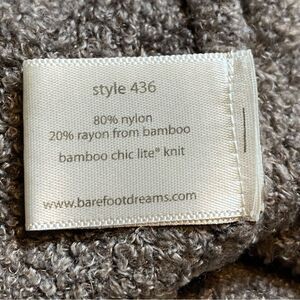 style 436
80% nylon
20% rayon from bamboo
bamboo chic lite® knit
www.barefootdreams.com